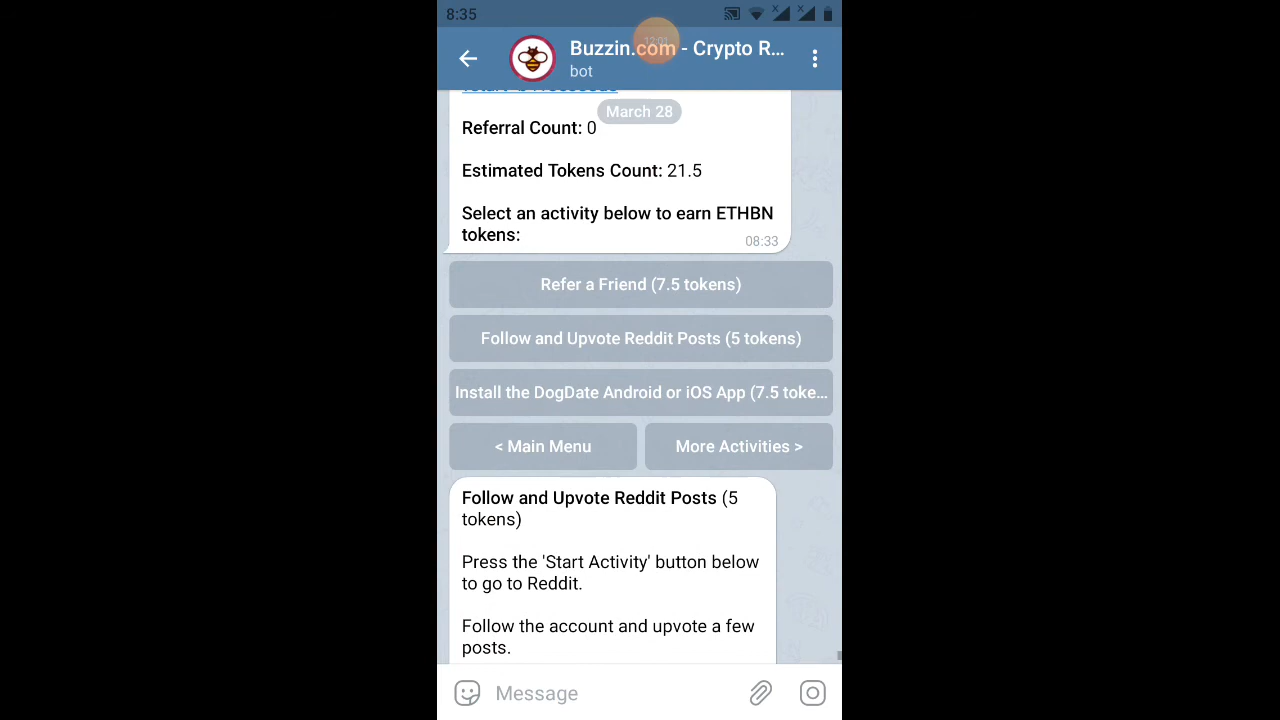 8:35
12:01
Buzzin.com - Crypto R...
bot
March 28
Referral Count: 0
Estimated Tokens Count: 21.5
Select an activity below to earn ETHBN
tokens:
08:33
Refer a Friend (7.5 tokens)
Follow and Upvote Reddit Posts (5 tokens)
Install the DogDate Android or iOS App (7.5 toke...
< Main Menu
More Activities >
Follow and Upvote Reddit Posts (5
tokens)
Press the 'Start Activity' button below
to go to Reddit.
Follow the account and upvote a few
posts.
Message